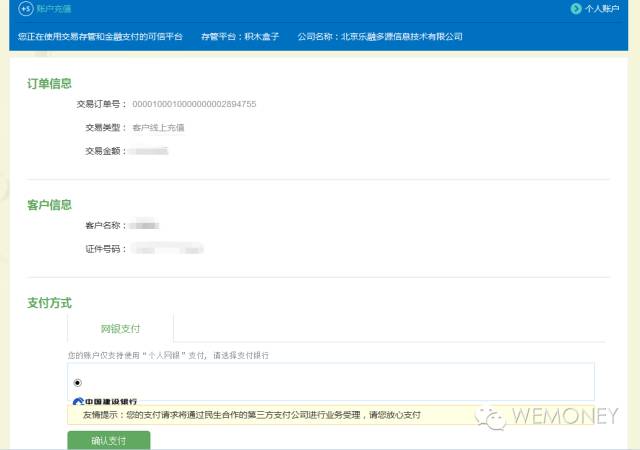 +$ 账户充值
个人账户
您正在使用交易存管和金融支付的可信平台 存管平台：积木盒子 公司名称：北京乐融多源信息技术有限公司
订单信息
交易订单号： 0000100010000000002894755
交易类型： 客户线上充值
交易金额：
客户信息
客户名称：
证件号码：
支付方式
网银支付
您的账户仅支持使用“个人网银”支付，请选择支付银行
中国建设银行
友情提示：您的支付请求将通过民生合作的第三方支付公司进行业务受理，请您放心支付
WEMONEY
确认支付